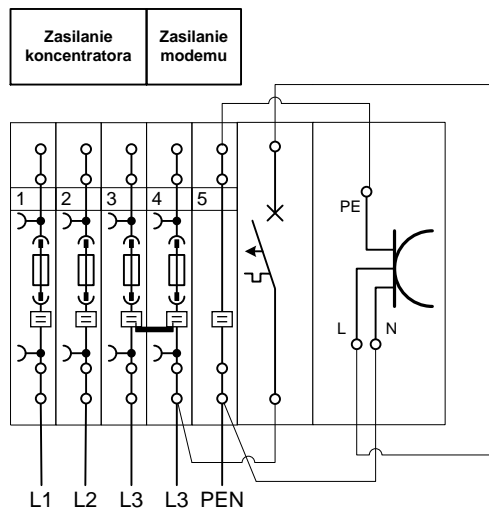 Zasilanie
koncentratora
Zasilanie
modemu
1 2 3 4 5
PE
L N
L1 L2 L3 L3 PEN